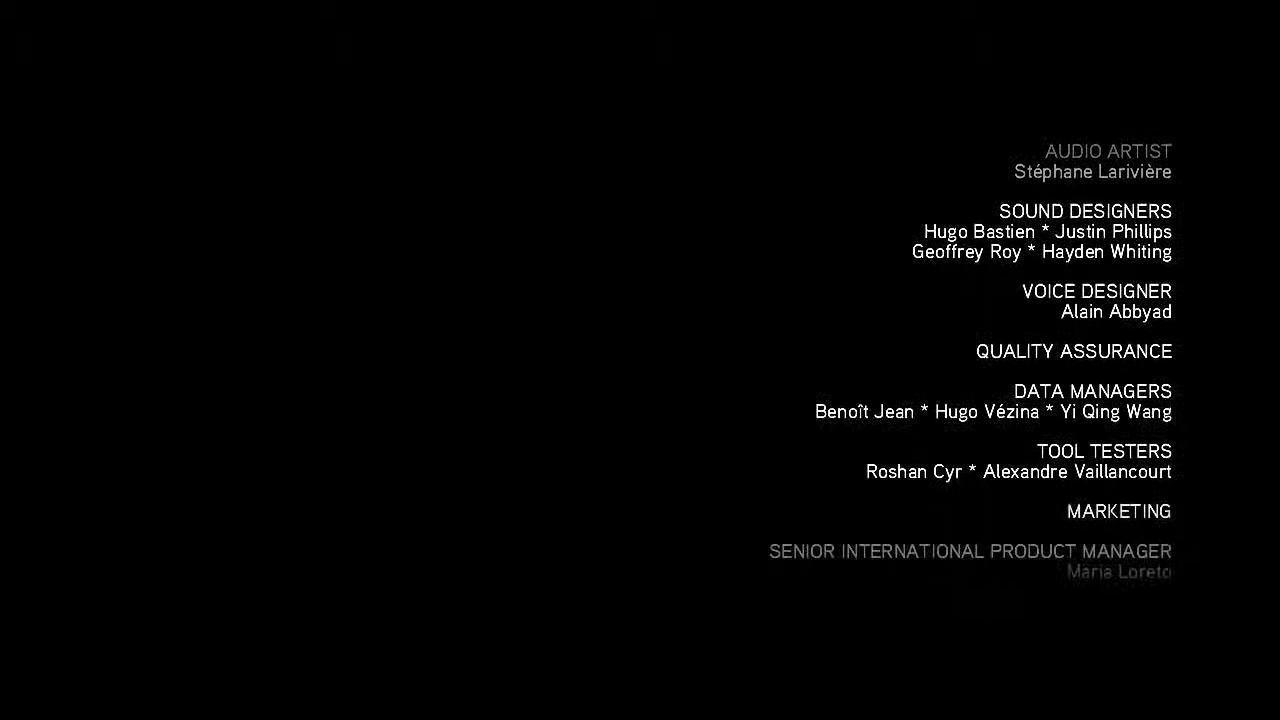 AUDIO ARTIST
Stéphane Larivière
SOUND DESIGNERS
Hugo Bastien * Justin Phillips
Geoffrey Roy * Hayden Whiting
VOICE DESIGNER
Alain Abbyad
QUALITY ASSURANCE
DATA MANAGERS
Benoît Jean * Hugo Vézina * Yi Qing Wang
TOOL TESTERS
Roshan Cyr * Alexandre Vaillancourt
MARKETING
SENIOR INTERNATIONAL PRODUCT MANAGER
Maria Loreto